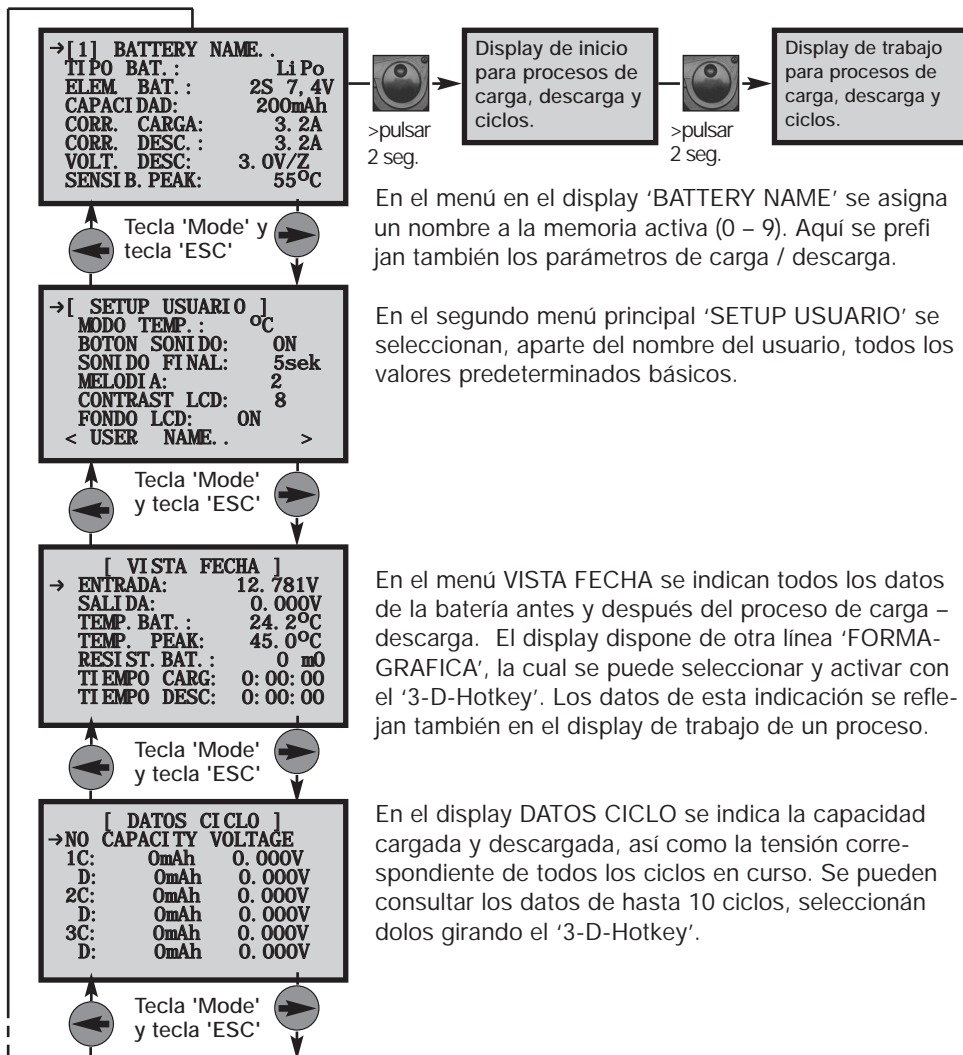 →[1] BATTERY NAME..
TIPO BAT.: LiPo
ELEM. BAT.: 2S 7,4V
CAPACIDAD: 200mAh
CORR. CARGA: 3.2A
CORR. DESC.: 3.2A
VOLT. DESC: 3.0V/Z
SENSIB.PEAK: 55°C
>pulsar
2 seg.
Display de inicio
para procesos de
carga, descarga y
ciclos.
>pulsar
2 seg.
Display de trabajo
para procesos de
carga, descarga y
ciclos.
En el menú en el display ‘BATTERY NAME’ se asigna
un nombre a la memoria activa (0 – 9). Aquí se prefi
jan también los parámetros de carga / descarga.
Tecla 'Mode' y
tecla 'ESC'
→[ SETUP USUARIO ]
MODO TEMP.: °C
BOTON SONIDO: ON
SONIDO FINAL: 5sek
MELODIA: 2
CONTRAST LCD: 8
FONDO LCD: ON
< USER NAME.. >
En el segundo menú principal ‘SETUP USUARIO’ se
seleccionan, aparte del nombre del usuario, todos los
valores predeterminados básicos.
Tecla 'Mode'
y tecla 'ESC'
[ VISTA FECHA ]
→ ENTRADA: 12.781V
SALIDA: 0.000V
TEMP.BAT.: 24.2°C
TEMP. PEAK: 45.0°C
RESIST.BAT.: 0 mO
TIEMPO CARG: 0:00:00
TIEMPO DESC: 0:00:00
En el menú VISTA FECHA se indican todos los datos
de la batería antes y después del proceso de carga –
descarga. El display dispone de otra línea ‘FORMA-
GRAFICA’, la cual se puede seleccionar y activar con
el ‘3-D-Hotkey’. Los datos de esta indicación se refle-
jan también en el display de trabajo de un proceso.
Tecla 'Mode'
y tecla 'ESC'
[ DATOS CICLO ]
→NO CAPACITY VOLTAGE
1C: 0mAh 0.000V
D: 0mAh 0.000V
2C: 0mAh 0.000V
D: 0mAh 0.000V
3C: 0mAh 0.000V
D: 0mAh 0.000V
En el display DATOS CICLO se indica la capacidad
cargada y descargada, así como la tensión corre-
spondiente de todos los ciclos en curso. Se pueden
consultar los datos de hasta 10 ciclos, seleccionán
dolos girando el ‘3-D-Hotkey’.
Tecla 'Mode'
y tecla 'ESC'